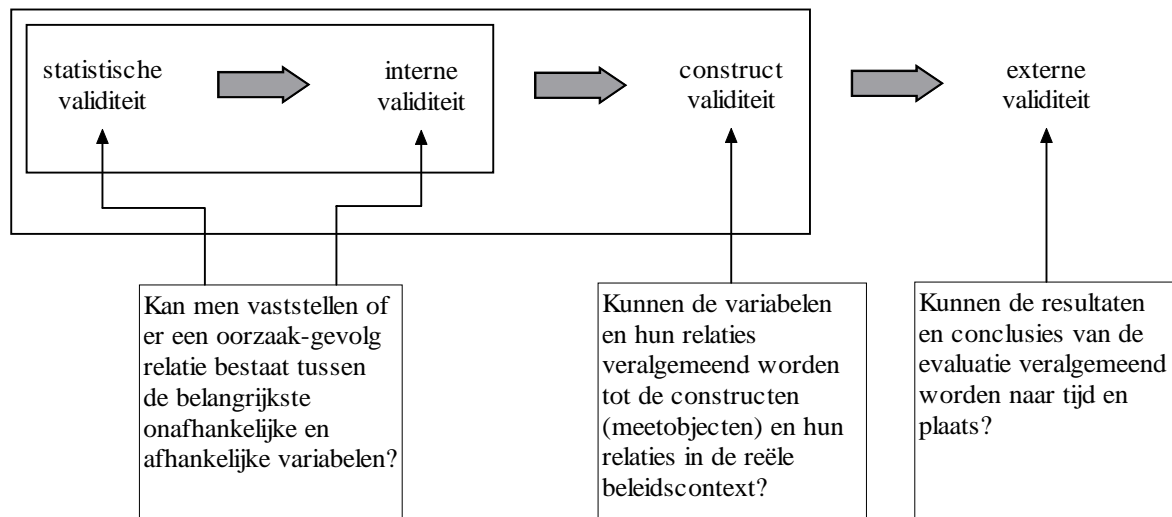 statistische
validiteit
interne
validiteit
construct
validiteit
externe
validiteit
Kan men vaststellen of
er een oorzaak-gevolg
relatie bestaat tussen
de belangrijkste
onafhankelijke en
afhankelijke variabelen?
Kunnen de variabelen
en hun relaties
veralgemeend worden
tot de constructen
(meetobjecten) en hun
relaties in de reële
beleidscontext?
Kunnen de resultaten
en conclusies van de
evaluatie veralgemeend
worden naar tijd en
plaats?